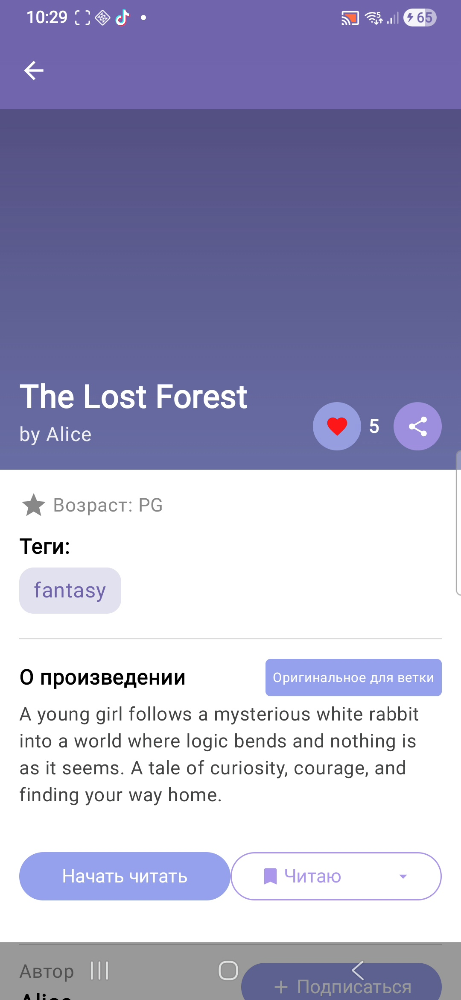 10:29
5
65
The Lost Forest
by Alice
5
Возраст: PG
Теги:
fantasy
О произведении
Оригинальное для ветки
A young girl follows a mysterious white rabbit
into a world where logic bends and nothing is
as it seems. A tale of curiosity, courage, and
finding your way home.
Начать читать
Читаю
Автор
+ Подписаться
Alice